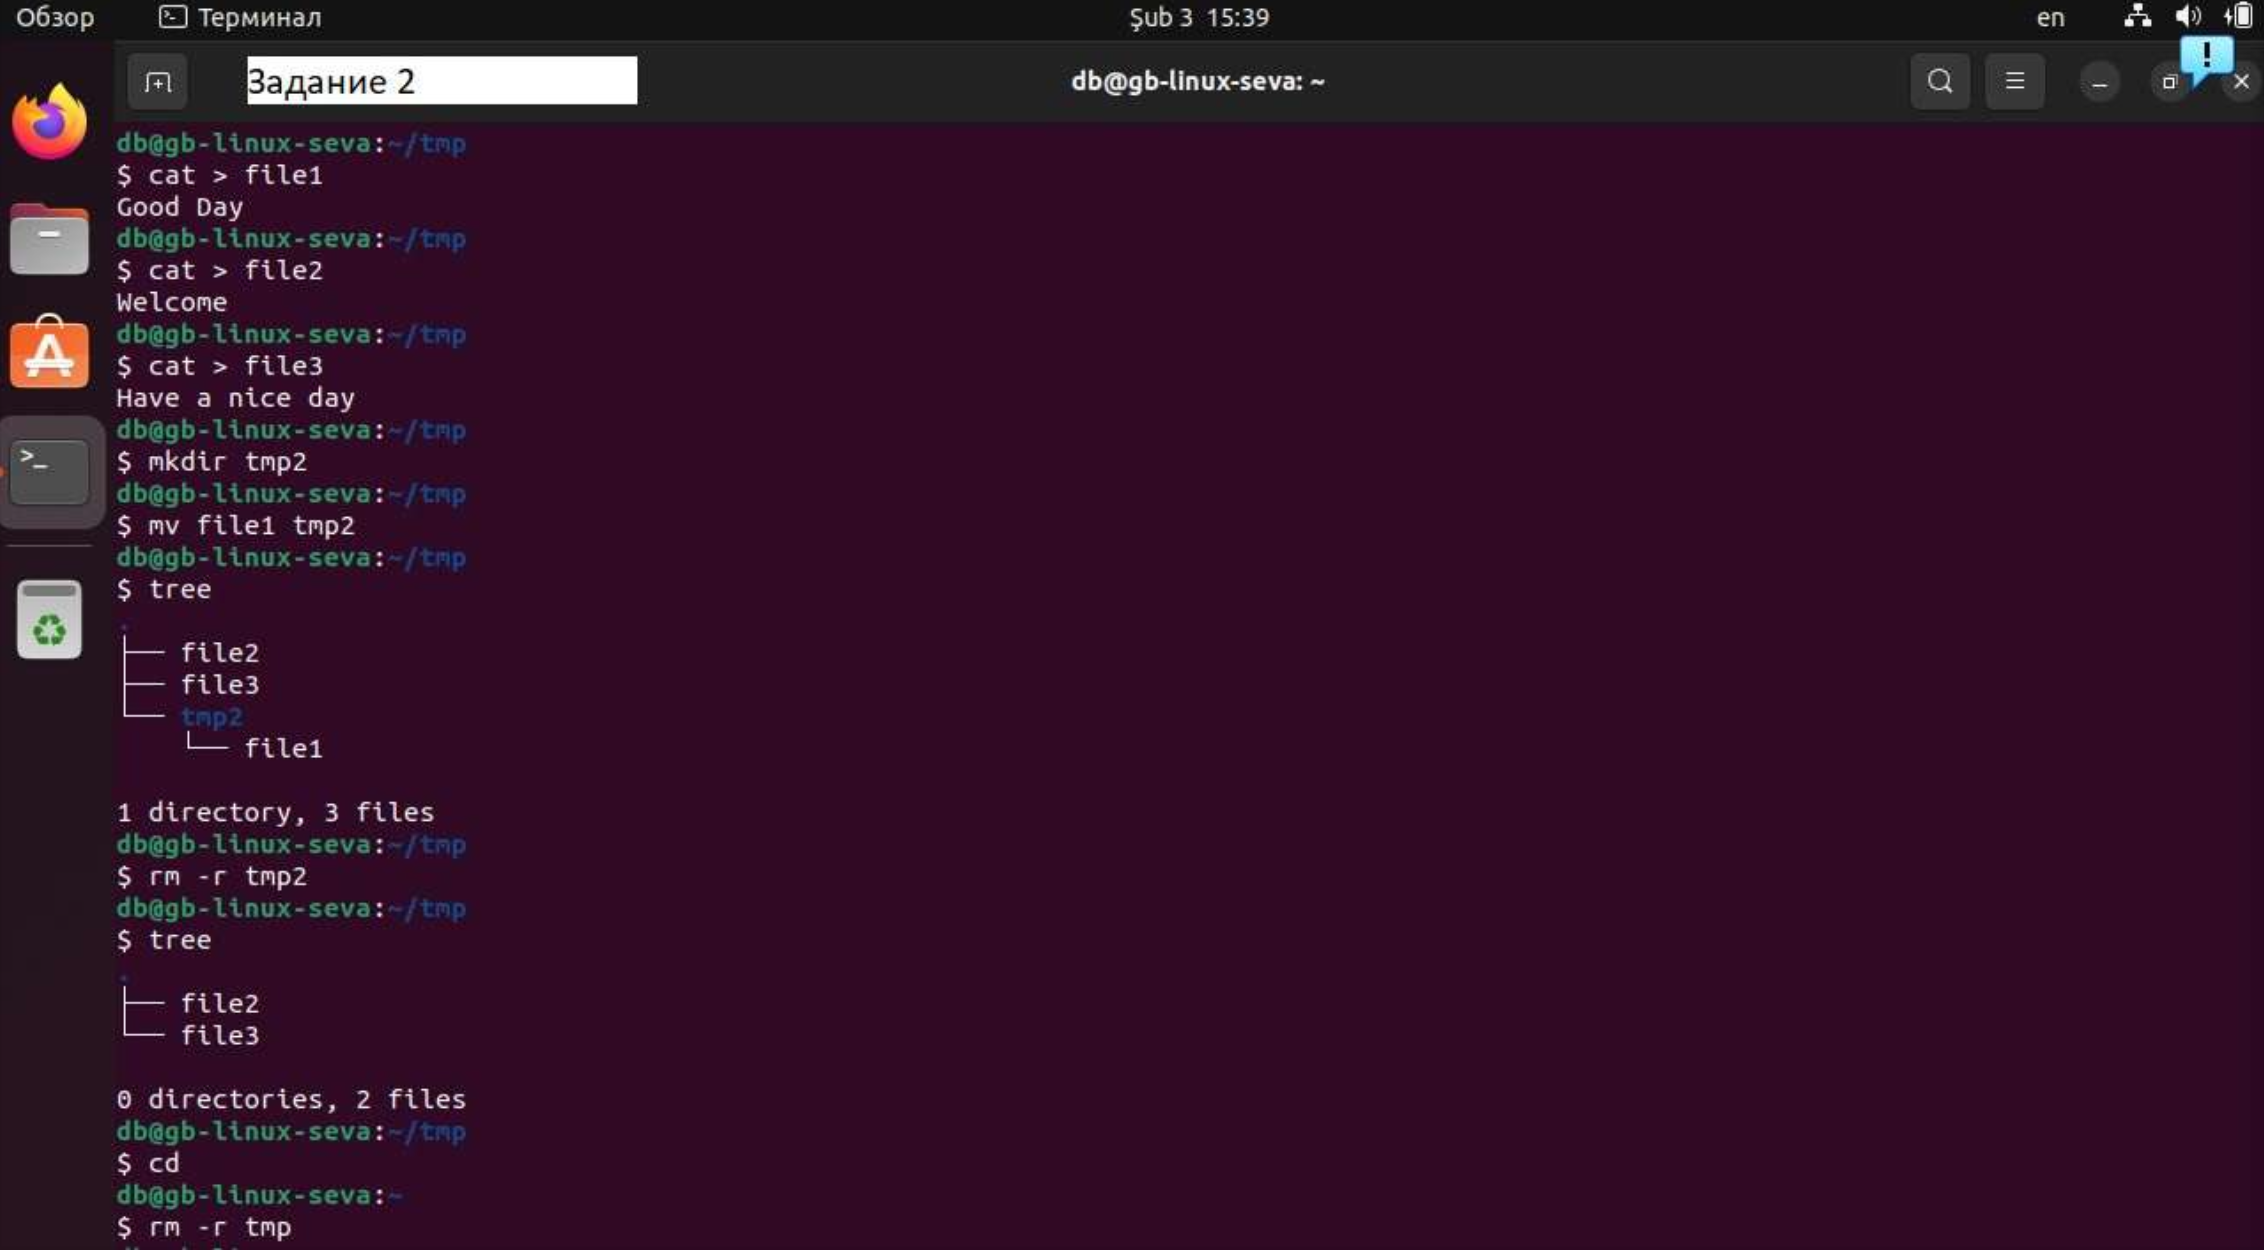 Обзор Терминал Şub 3 15:39 en
Задание 2 db@gb-linux-seva: ~
db@gb-linux-seva:~/tmp
$ cat > file1
Good Day
db@gb-linux-seva:~/tmp
$ cat > file2
Welcome
db@gb-linux-seva:~/tmp
$ cat > file3
Have a nice day
db@gb-linux-seva:~/tmp
$ mkdir tmp2
db@gb-linux-seva:~/tmp
$ mv file1 tmp2
db@gb-linux-seva:~/tmp
$ tree
.
├── file2
├── file3
└── tmp2
    └── file1
1 directory, 3 files
db@gb-linux-seva:~/tmp
$ rm -r tmp2
db@gb-linux-seva:~/tmp
$ tree
.
├── file2
└── file3
0 directories, 2 files
db@gb-linux-seva:~/tmp
$ cd
db@gb-linux-seva:~
$ rm -r tmp